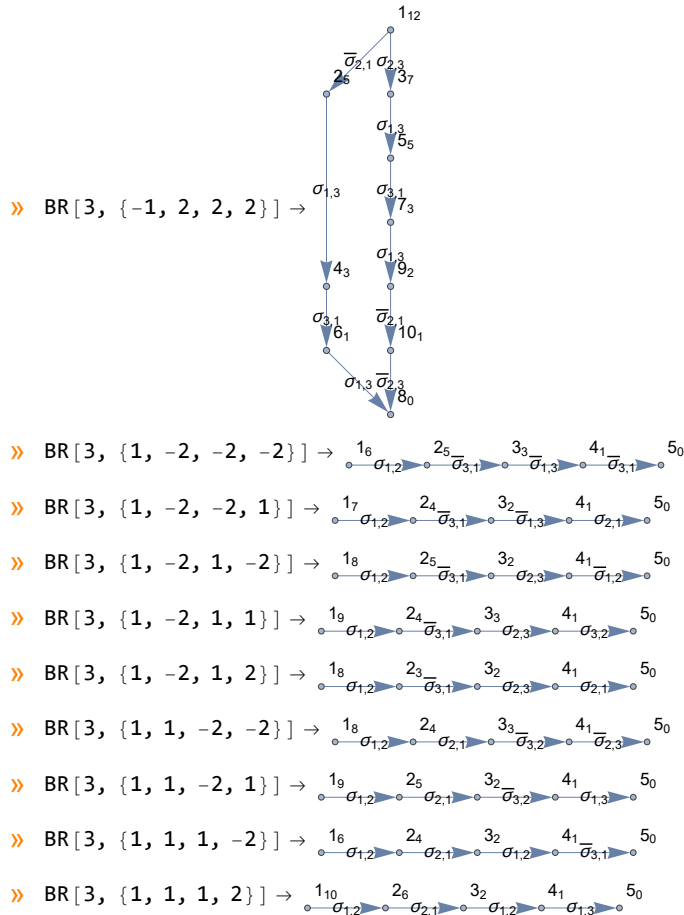 1₁₂
σ̅₂,₁ σ₂,₃
2₅ 3₇
σ₁,₃
5₅
» BR[3, {-1, 2, 2, 2}] → σ₁,₃ σ₃,₁
7₃
σ₁,₃
4₃ 9₂
σ₃,₁ σ̅₂,₁
6₁ 10₁
σ₁,₃ σ̅₂,₃
8₀
» BR[3, {1, -2, -2, -2}] → 1₆ σ₁,₂ 2₅ σ̅₃,₁ 3₃ σ̅₁,₃ 4₁ σ̅₃,₁ 5₀
» BR[3, {1, -2, -2, 1}] → 1₇ σ₁,₂ 2₄ σ̅₃,₁ 3₂ σ̅₁,₃ 4₁ σ₂,₁ 5₀
» BR[3, {1, -2, 1, -2}] → 1₈ σ₁,₂ 2₅ σ̅₃,₁ 3₂ σ₂,₃ 4₁ σ̅₁,₂ 5₀
» BR[3, {1, -2, 1, 1}] → 1₉ σ₁,₂ 2₄ σ̅₃,₁ 3₃ σ₂,₃ 4₁ σ₃,₂ 5₀
» BR[3, {1, -2, 1, 2}] → 1₈ σ₁,₂ 2₃ σ̅₃,₁ 3₂ σ₂,₃ 4₁ σ₂,₁ 5₀
» BR[3, {1, 1, -2, -2}] → 1₈ σ₁,₂ 2₄ σ₂,₁ 3₃ σ̅₃,₂ 4₁ σ̅₂,₃ 5₀
» BR[3, {1, 1, -2, 1}] → 1₉ σ₁,₂ 2₅ σ₂,₁ 3₂ σ̅₃,₂ 4₁ σ₁,₃ 5₀
» BR[3, {1, 1, 1, -2}] → 1₆ σ₁,₂ 2₄ σ₂,₁ 3₂ σ₁,₂ 4₁ σ̅₃,₁ 5₀
» BR[3, {1, 1, 1, 2}] → 1₁₀ σ₁,₂ 2₆ σ₂,₁ 3₂ σ₁,₂ 4₁ σ₁,₃ 5₀